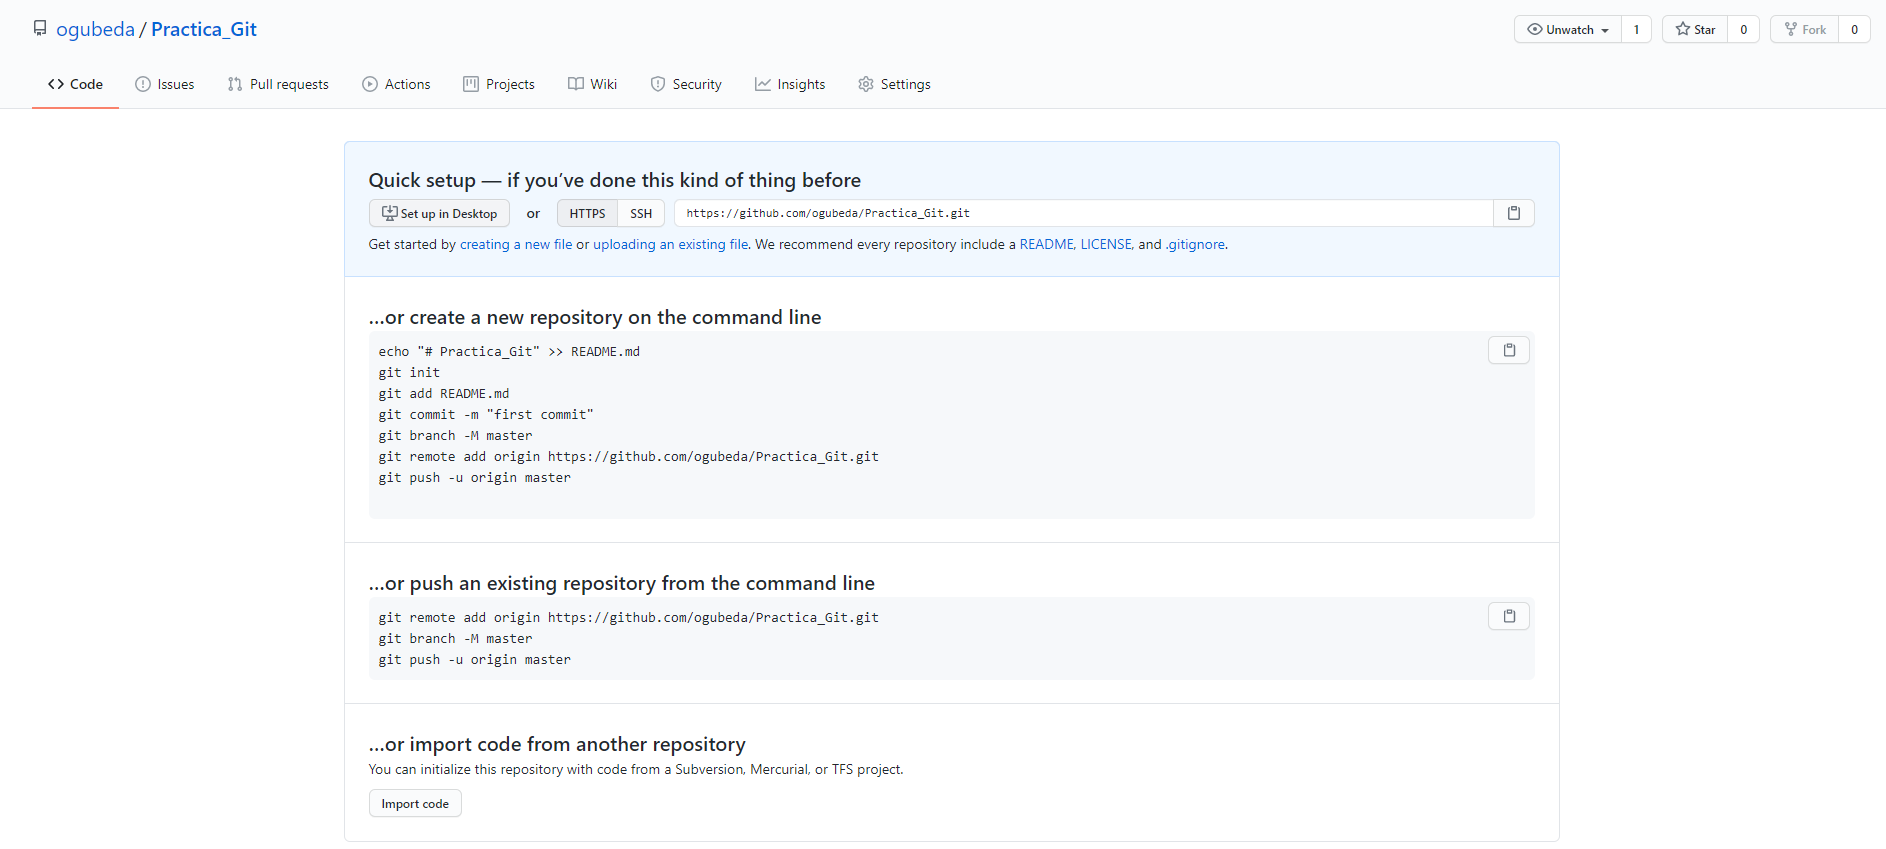 ogubeda / Practica_Git
Unwatch 1 Star 0 Fork 0
Code Issues Pull requests Actions Projects Wiki Security Insights Settings
Quick setup — if you’ve done this kind of thing before
Set up in Desktop or HTTPS SSH https://github.com/ogubeda/Practica_Git.git
Get started by creating a new file or uploading an existing file. We recommend every repository include a README, LICENSE, and .gitignore.
…or create a new repository on the command line
echo "# Practica_Git" >> README.md
git init
git add README.md
git commit -m "first commit"
git branch -M master
git remote add origin https://github.com/ogubeda/Practica_Git.git
git push -u origin master
…or push an existing repository from the command line
git remote add origin https://github.com/ogubeda/Practica_Git.git
git branch -M master
git push -u origin master
…or import code from another repository
You can initialize this repository with code from a Subversion, Mercurial, or TFS project.
Import code